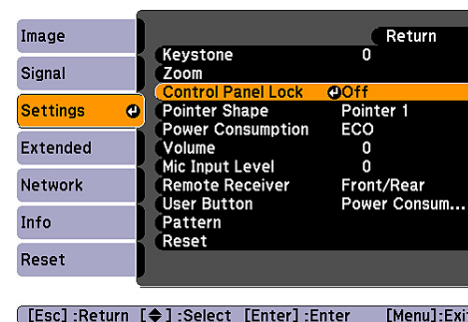 Image
Signal
Settings
Extended
Network
Info
Reset
Return
Keystone 0
Zoom
Control Panel Lock Off
Pointer Shape Pointer 1
Power Consumption ECO
Volume 0
Mic Input Level 0
Remote Receiver Front/Rear
User Button Power Consum...
Pattern
Reset
[Esc] :Return [◆] :Select [Enter] :Enter [Menu]:Exit